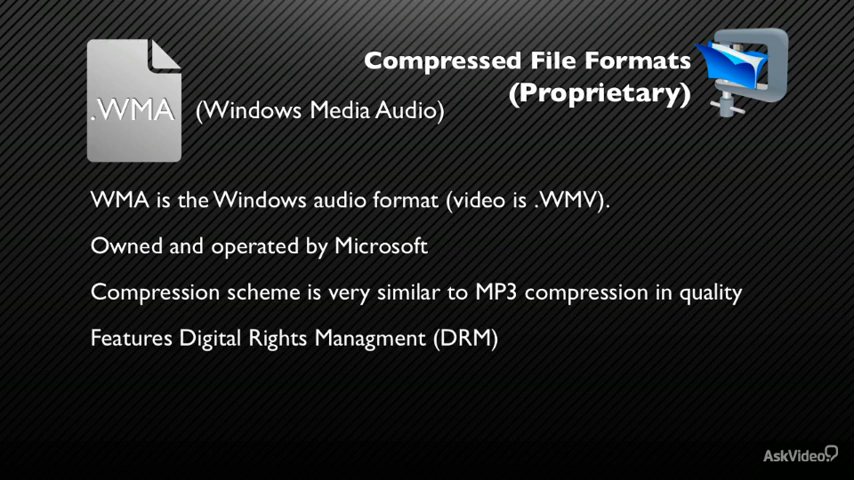 Compressed File Formats
(Proprietary)
.WMA
(Windows Media Audio)
WMA is the Windows audio format (video is .WMV).
Owned and operated by Microsoft
Compression scheme is very similar to MP3 compression in quality
Features Digital Rights Managment (DRM)
AskVideo